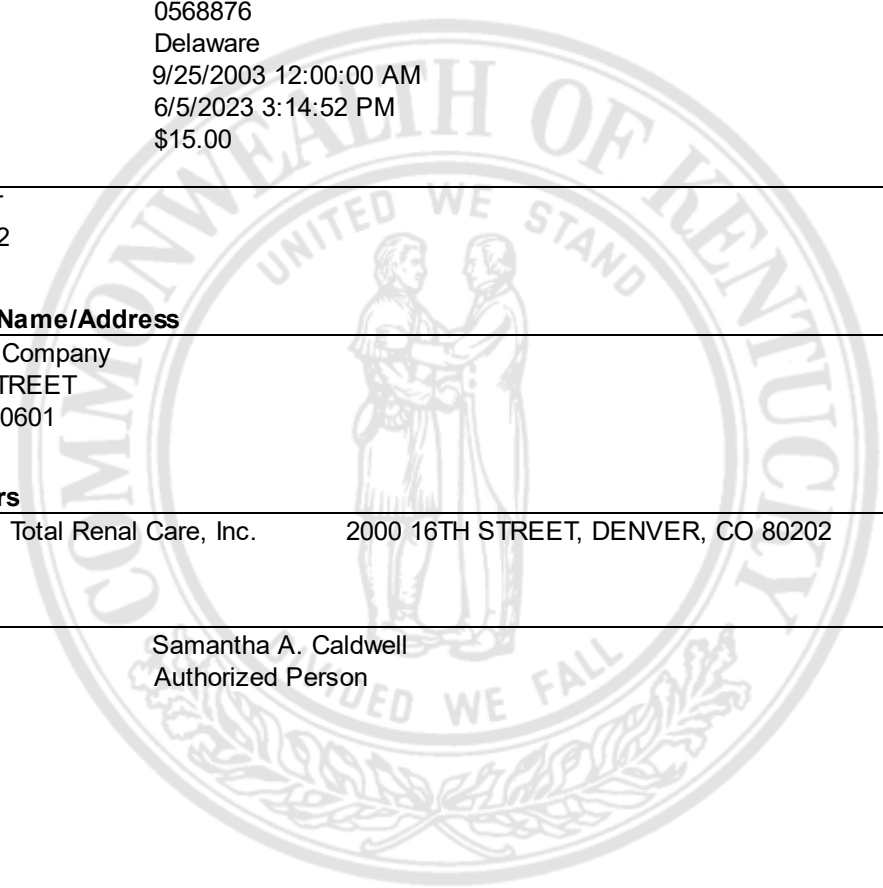 0568876
Delaware
9/25/2003 12:00:00 AM
6/5/2023 3:14:52 PM
$15.00
2
Name/Address
Company
TREET
0601
rs
Total Renal Care, Inc. 2000 16TH STREET, DENVER, CO 80202
Samantha A. Caldwell
Authorized Person
COMMONWEALTH OF KENTUCKY
UNITED WE STAND
DIVIDED WE FALL